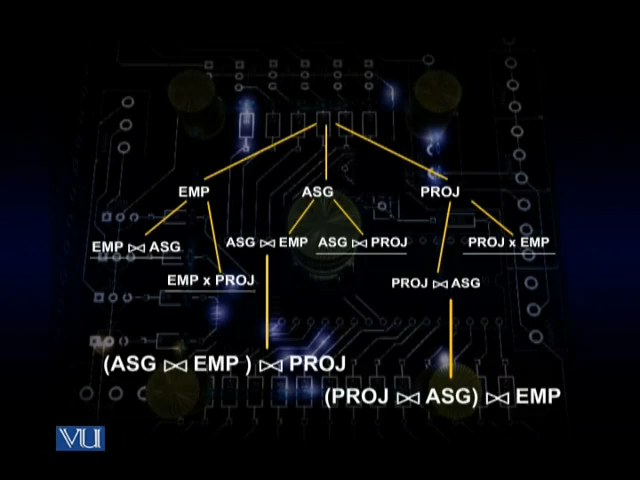 EMP ASG PROJ
EMP ⋈ ASG ASG ⋈ EMP ASG ⋈ PROJ PROJ x EMP
EMP x PROJ PROJ ⋈ ASG
(ASG ⋈ EMP ) ⋈ PROJ
(PROJ ⋈ ASG) ⋈ EMP
VU